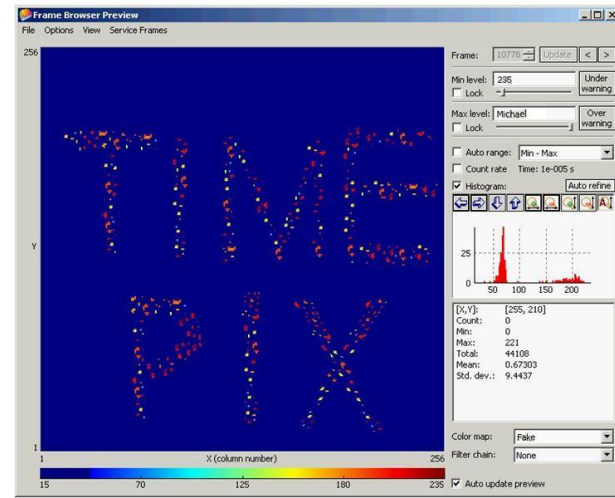 Frame Browser Preview
File Options View Service Frames
256
TIME
PIX
Y
1
1 X (column number) 256
15 70 125 180 235
Frame: 10778 Update < >
Min level: 235 Under warning
Lock
Max level: Michael Over warning
Lock
Auto range: Min - Max
Count rate Time: 1e-005 s
Histogram: Auto refine
25
0
50 100 150 200
[X,Y]: [255, 210]
Count: 0
Min: 0
Max: 221
Total: 44108
Mean: 0.67303
Std. dev.: 9.4437
Color map: Fake
Filter chain: None
Auto update preview